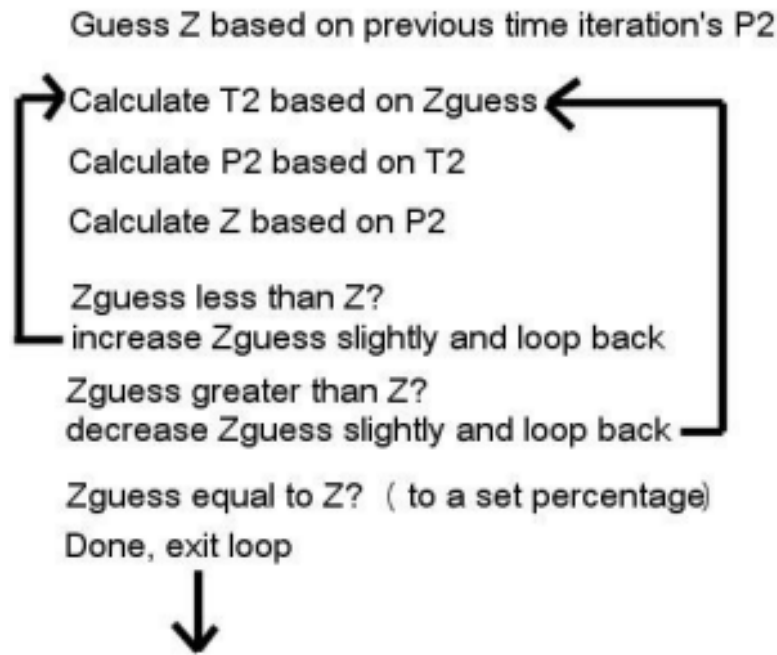 Guess Z based on previous time iteration's P2
Calculate T2 based on Zguess
Calculate P2 based on T2
Calculate Z based on P2
Zguess less than Z?
increase Zguess slightly and loop back
Zguess greater than Z?
decrease Zguess slightly and loop back
Zguess equal to Z? ( to a set percentage)
Done, exit loop